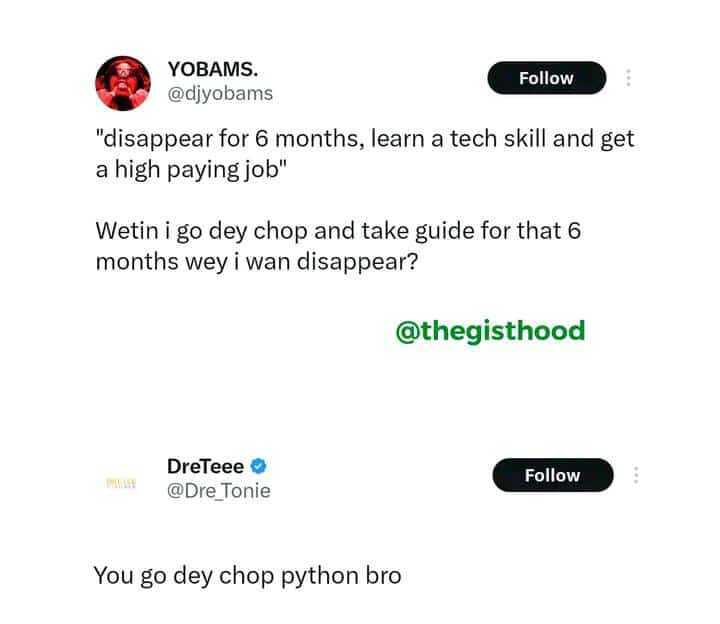 YOBAMS.
@djyobams
Follow
"disappear for 6 months, learn a tech skill and get
a high paying job"
Wetin i go dey chop and take guide for that 6
months wey i wan disappear?
@thegisthood
DreTeee
@Dre_Tonie
Follow
You go dey chop python bro